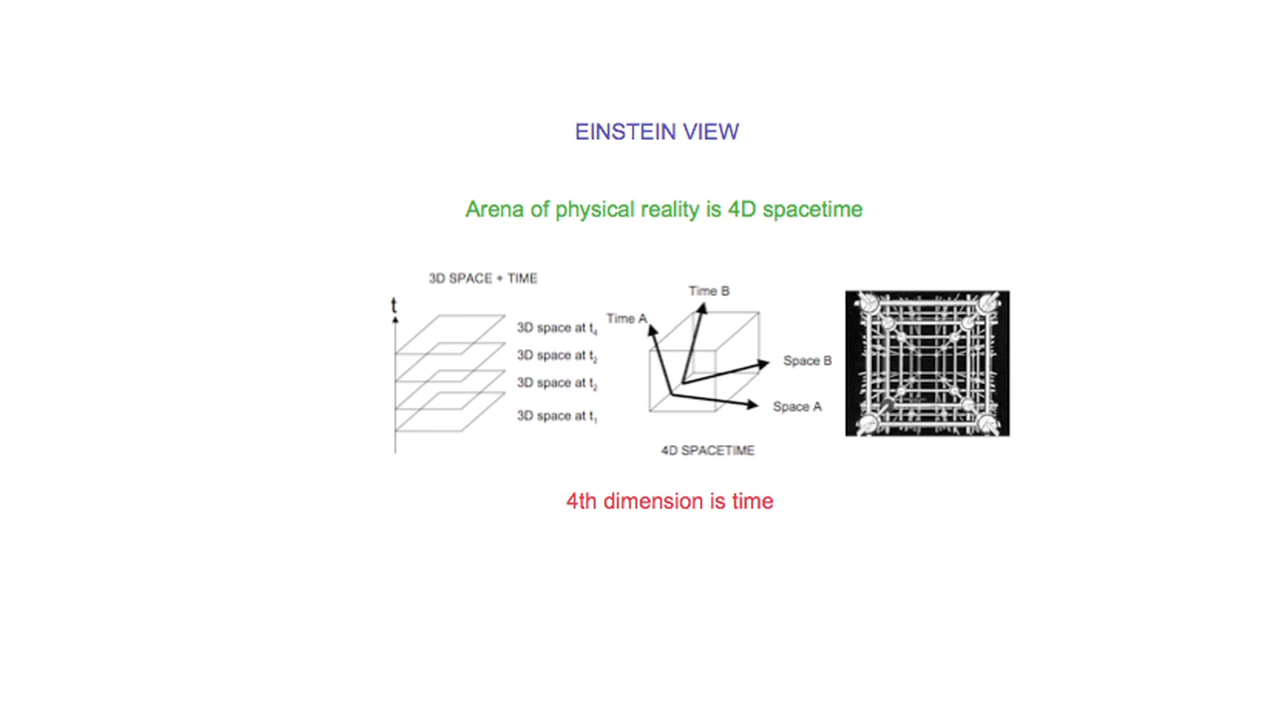 EINSTEIN VIEW
Arena of physical reality is 4D spacetime
3D SPACE + TIME
t
3D space at t₄
3D space at t₂
3D space at t₂
3D space at t₁
Time A
Time B
Space B
Space A
4D SPACETIME
4th dimension is time